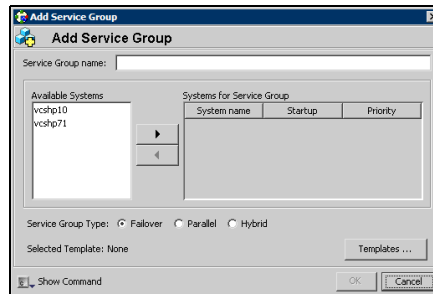 Add Service Group
Add Service Group
Service Group name:
Available Systems
vcshp10
vcshp71
Systems for Service Group
System name Startup Priority
Service Group Type: Failover Parallel Hybrid
Selected Template: None
Templates ...
Show Command
OK Cancel